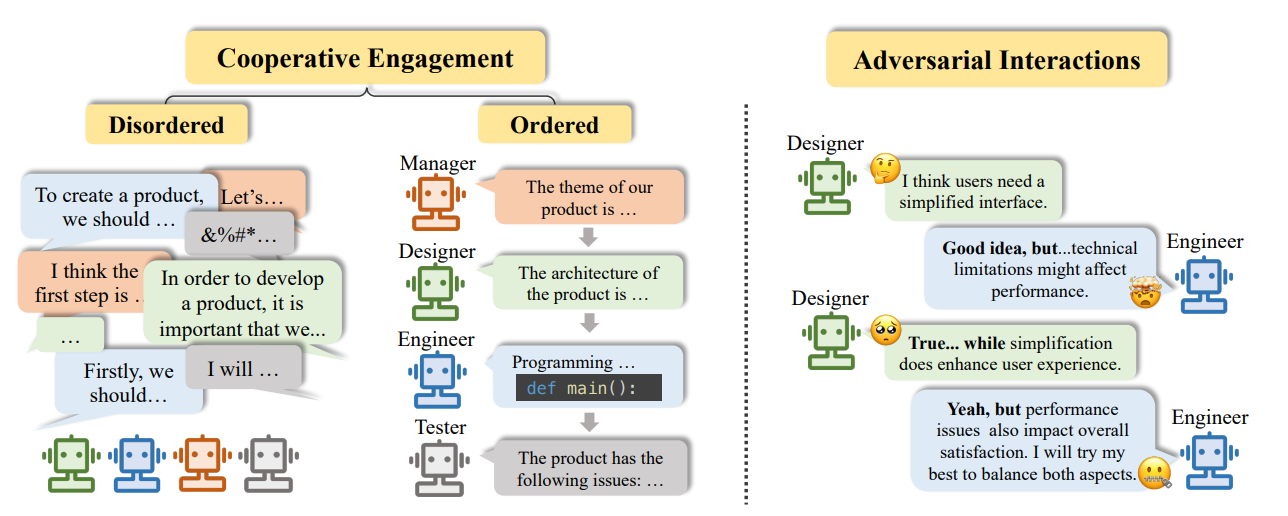 Cooperative Engagement
Disordered
To create a product,
we should …
Let’s…
&%#*…
I think the
first step is …
In order to develop
a product, it is
important that we...
…
Firstly, we
should…
I will …
Ordered
Manager
The theme of our
product is …
Designer
The architecture of
the product is …
Engineer
Programming …
def main():
Tester
The product has the
following issues: …
Adversarial Interactions
Designer
I think users need a
simplified interface.
Engineer
Good idea, but...technical
limitations might affect
performance.
Designer
True... while simplification
does enhance user experience.
Engineer
Yeah, but performance
issues also impact overall
satisfaction. I will try my
best to balance both aspects.